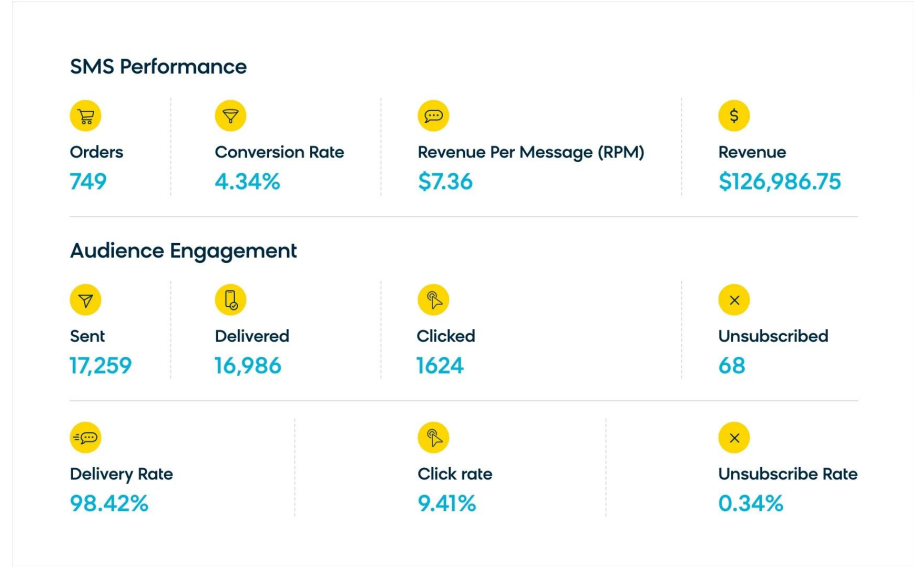 SMS Performance
Orders
749
Conversion Rate
4.34%
Revenue Per Message (RPM)
$7.36
Revenue
$126,986.75
Audience Engagement
Sent
17,259
Delivered
16,986
Clicked
1624
Unsubscribed
68
Delivery Rate
98.42%
Click rate
9.41%
Unsubscribe Rate
0.34%